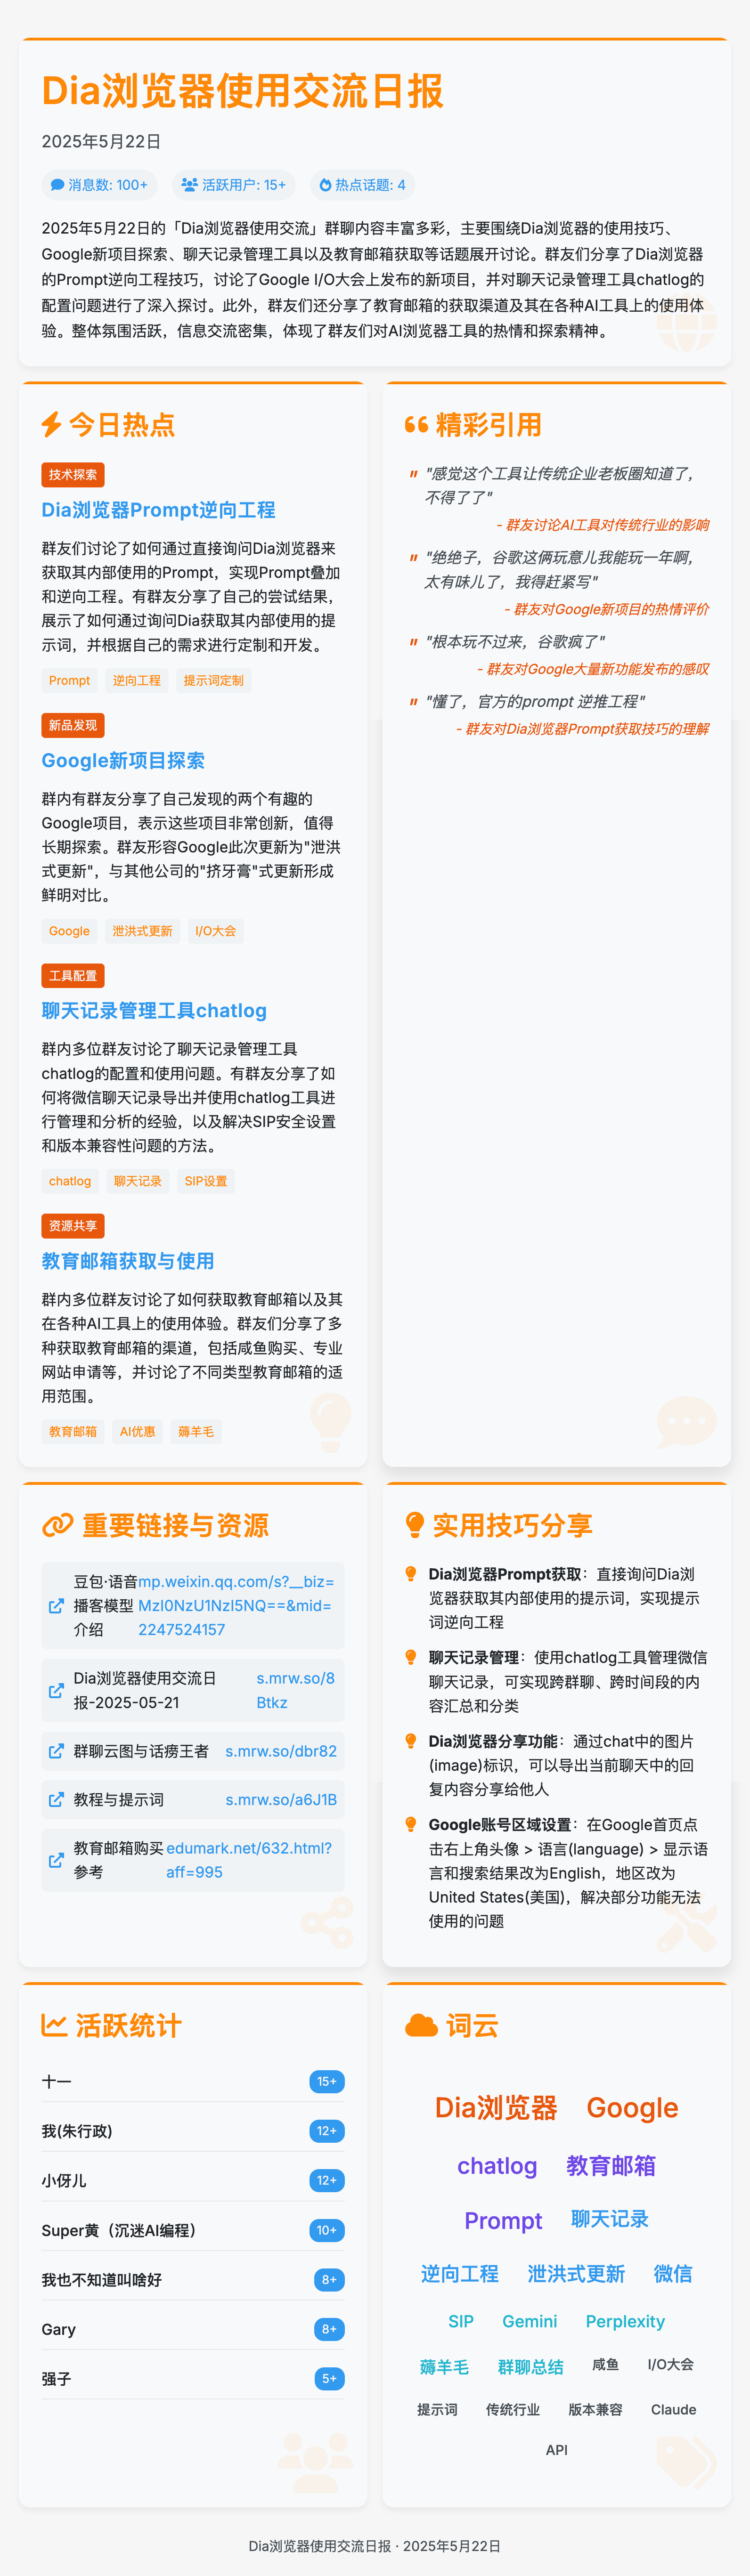 Dia浏览器使用交流日报
2025年5月22日
消息数: 100+
活跃用户: 15+
热点话题: 4
2025年5月22日的「Dia浏览器使用交流」群聊内容丰富多彩，主要围绕Dia浏览器的使用技巧、
Google新项目探索、聊天记录管理工具以及教育邮箱获取等话题展开讨论。群友们分享了Dia浏览器
的Prompt逆向工程技巧，讨论了Google I/O大会上发布的新项目，并对聊天记录管理工具chatlog的
配置问题进行了深入探讨。此外，群友们还分享了教育邮箱的获取渠道及其在各种AI工具上的使用体
验。整体氛围活跃，信息交流密集，体现了群友们对AI浏览器工具的热情和探索精神。
今日热点
技术探索
Dia浏览器Prompt逆向工程
群友们讨论了如何通过直接询问Dia浏览器来
获取其内部使用的Prompt，实现Prompt叠加
和逆向工程。有群友分享了自己的尝试结果，
展示了如何通过询问Dia获取其内部使用的提
示词，并根据自己的需求进行定制和开发。
Prompt
逆向工程
提示词定制
新品发现
Google新项目探索
群内有群友分享了自己发现的两个有趣的
Google项目，表示这些项目非常创新，值得
长期探索。群友形容Google此次更新为"泄洪
式更新"，与其他公司的"挤牙膏"式更新形成
鲜明对比。
Google
泄洪式更新
I/O大会
工具配置
聊天记录管理工具chatlog
群内多位群友讨论了聊天记录管理工具
chatlog的配置和使用问题。有群友分享了如
何将微信聊天记录导出并使用chatlog工具进
行管理和分析的经验，以及解决SIP安全设置
和版本兼容性问题的方法。
chatlog
聊天记录
SIP设置
资源共享
教育邮箱获取与使用
群内多位群友讨论了如何获取教育邮箱以及其
在各种AI工具上的使用体验。群友们分享了多
种获取教育邮箱的渠道，包括咸鱼购买、专业
网站申请等，并讨论了不同类型教育邮箱的适
用范围。
教育邮箱
AI优惠
薅羊毛
精彩引用
"
"感觉这个工具让传统企业老板圈知道了，
不得了了"
- 群友讨论AI工具对传统行业的影响
"
"绝绝子，谷歌这俩玩意儿我能玩一年啊，
太有味儿了，我得赶紧写"
- 群友对Google新项目的热情评价
"
"根本玩不过来，谷歌疯了"
- 群友对Google大量新功能发布的感叹
"
"懂了，官方的prompt 逆推工程"
- 群友对Dia浏览器Prompt获取技巧的理解
重要链接与资源
豆包·语音
播客模型
介绍
mp.weixin.qq.com/s?__biz=
MzI0NzU1NzI5NQ==&mid=
2247524157
Dia浏览器使用交流日
报-2025-05-21
s.mrw.so/8
Btkz
群聊云图与话痨王者
s.mrw.so/dbr82
教程与提示词
s.mrw.so/a6J1B
教育邮箱购买
参考
edumark.net/632.html?
aff=995
实用技巧分享
Dia浏览器Prompt获取：直接询问Dia浏
览器获取其内部使用的提示词，实现提示
词逆向工程
聊天记录管理：使用chatlog工具管理微信
聊天记录，可实现跨群聊、跨时间段的内
容汇总和分类
Dia浏览器分享功能：通过chat中的图片
(image)标识，可以导出当前聊天中的回
复内容分享给他人
Google账号区域设置：在Google首页点
击右上角头像 > 语言(language) > 显示语
言和搜索结果改为English，地区改为
United States(美国)，解决部分功能无法
使用的问题
活跃统计
十一
15+
我(朱行政)
12+
小伢儿
12+
Super黄（沉迷AI编程）
10+
我也不知道叫啥好
8+
Gary
8+
强子
5+
词云
Dia浏览器 Google
chatlog 教育邮箱
Prompt 聊天记录
逆向工程 泄洪式更新 微信
SIP Gemini Perplexity
薅羊毛 群聊总结 咸鱼 I/O大会
提示词 传统行业 版本兼容 Claude
API
Dia浏览器使用交流日报 · 2025年5月22日